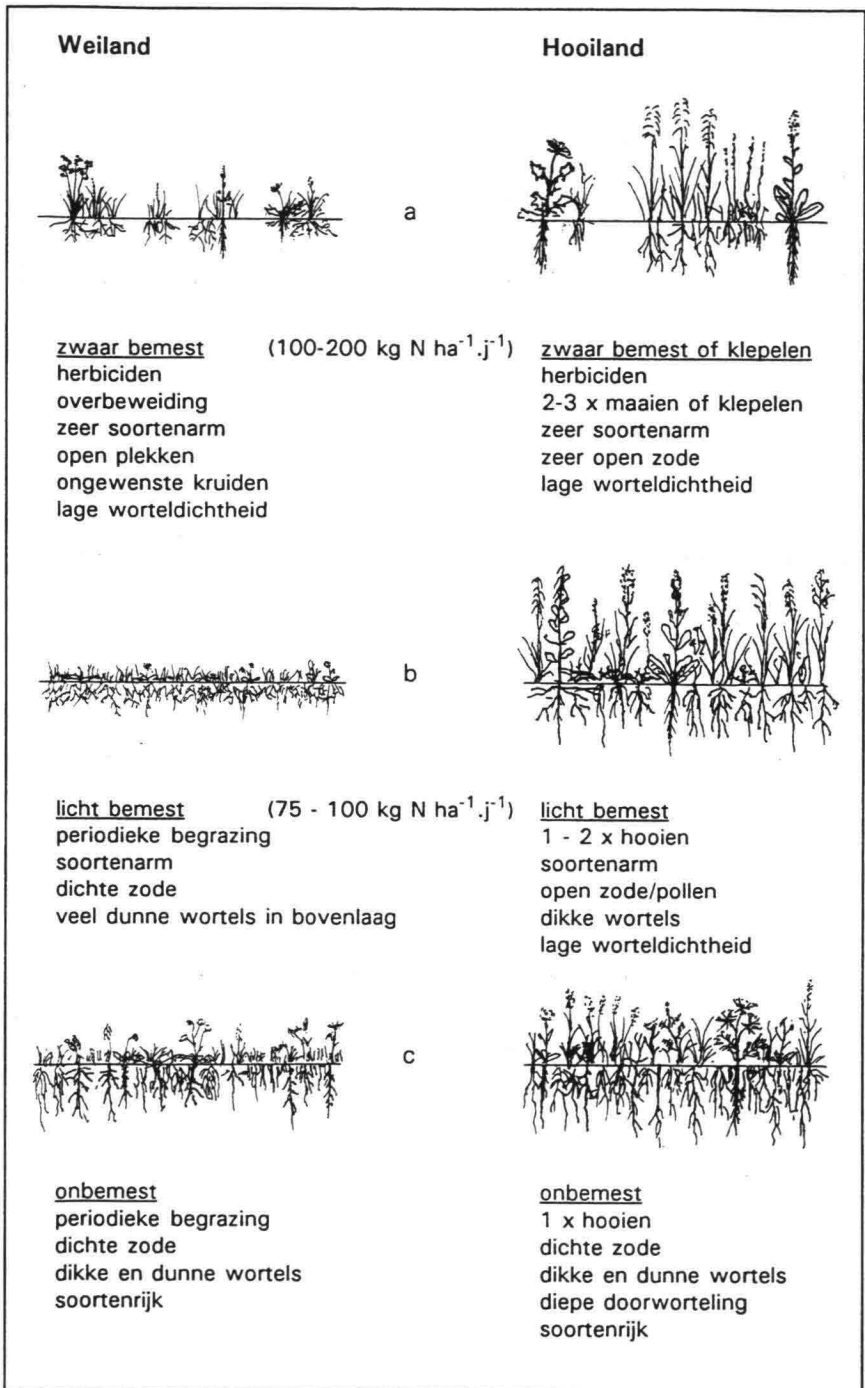 Weiland
Hooiland
a
zwaar bemest (100-200 kg N ha⁻¹.j⁻¹)
herbiciden
overbeweiding
zeer soortenarm
open plekken
ongewenste kruiden
lage worteldichtheid
zwaar bemest of klepelen
herbiciden
2-3 x maaien of klepelen
zeer soortenarm
zeer open zode
lage worteldichtheid
b
licht bemest (75 - 100 kg N ha⁻¹.j⁻¹)
periodieke begrazing
soortenarm
dichte zode
veel dunne wortels in bovenlaag
licht bemest
1 - 2 x hooien
soortenarm
open zode/pollen
dikke wortels
lage worteldichtheid
c
onbemest
periodieke begrazing
dichte zode
dikke en dunne wortels
soortenrijk
onbemest
1 x hooien
dichte zode
dikke en dunne wortels
diepe doorworteling
soortenrijk